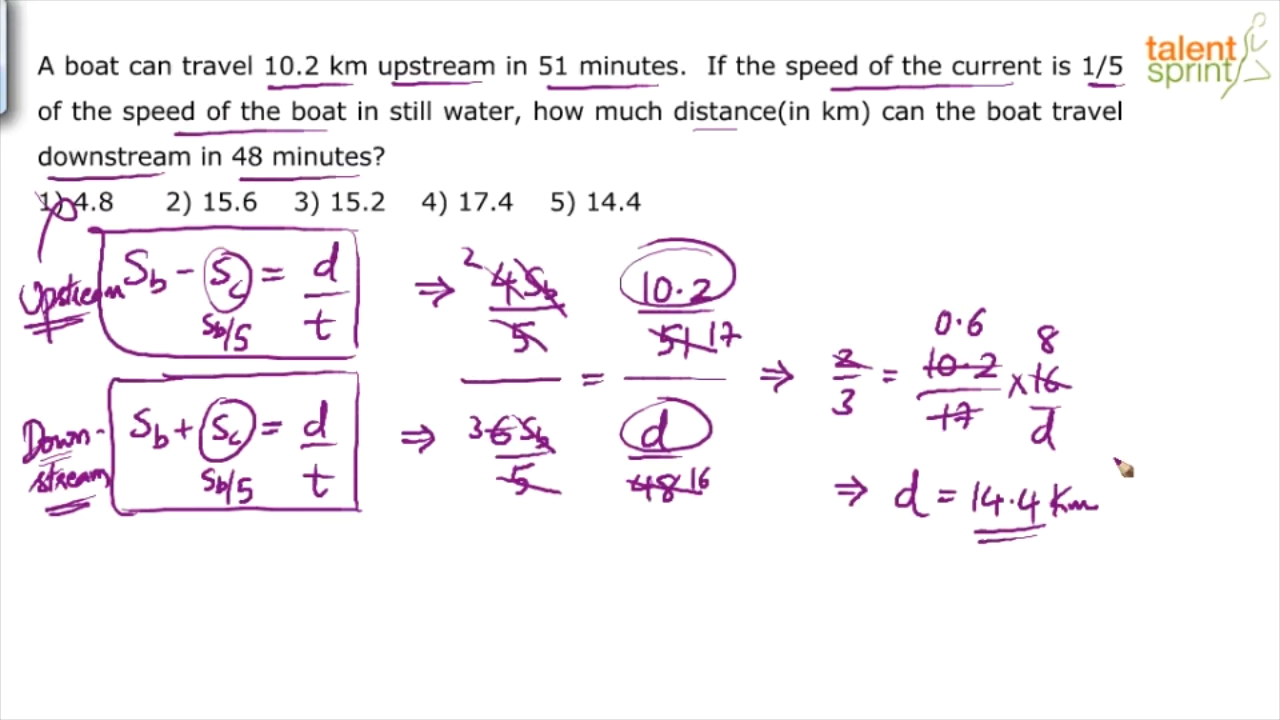 talent
sprint
A boat can travel 10.2 km upstream in 51 minutes. If the speed of the current is 1/5
of the speed of the boat in still water, how much distance(in km) can the boat travel
downstream in 48 minutes?
1) 4.8 2) 15.6 3) 15.2 4) 17.4 5) 14.4
Upstream Sb - Sc = d/t ⇒ 2 4Sb/5 10.2/51 17
Sb/5
= ⇒ 2/3 = 0.6 10.2/17 × 8 16/d
Down-
stream Sb + Sc = d/t ⇒ 3 6Sb/5 d/48 16
Sb/5
⇒ d = 14.4 Km